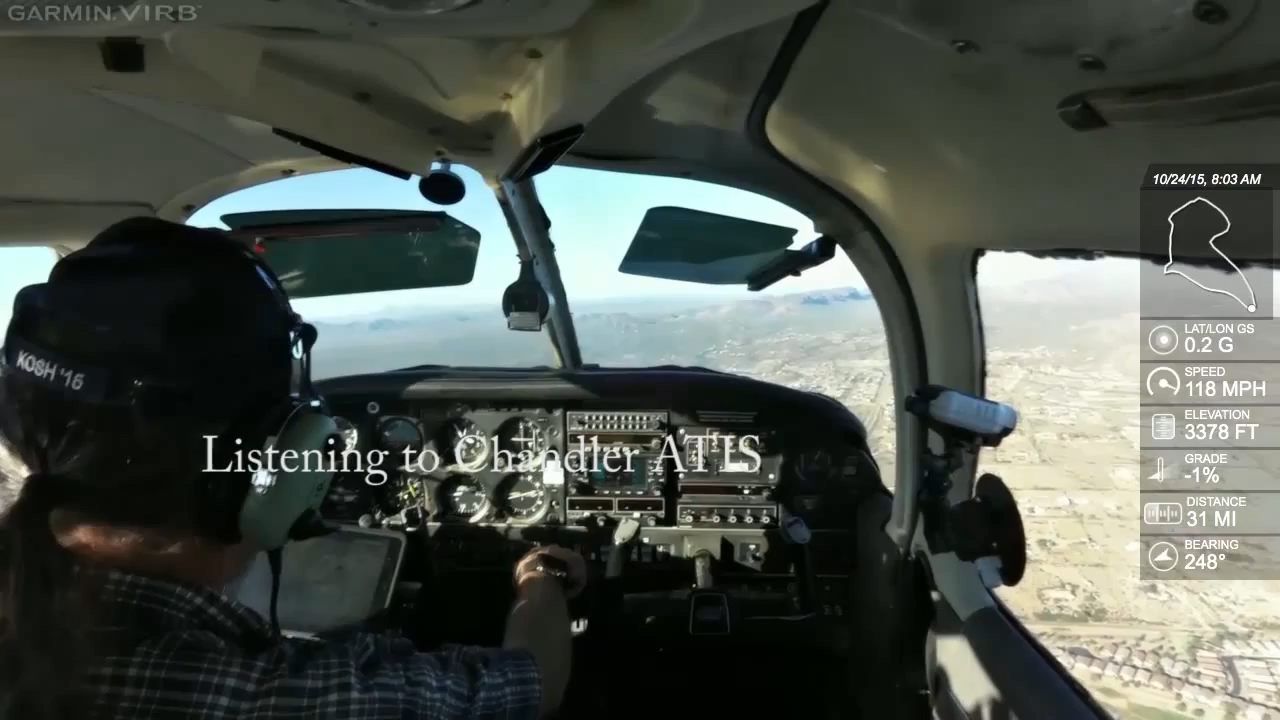 GARMIN.VIRB
10/24/15, 8:03 AM
KOSH '15
LAT/LON GS
0.2 G
SPEED
118 MPH
Listening to Chandler ATIS
ELEVATION
3378 FT
GRADE
-1%
DISTANCE
31 MI
BEARING
248°